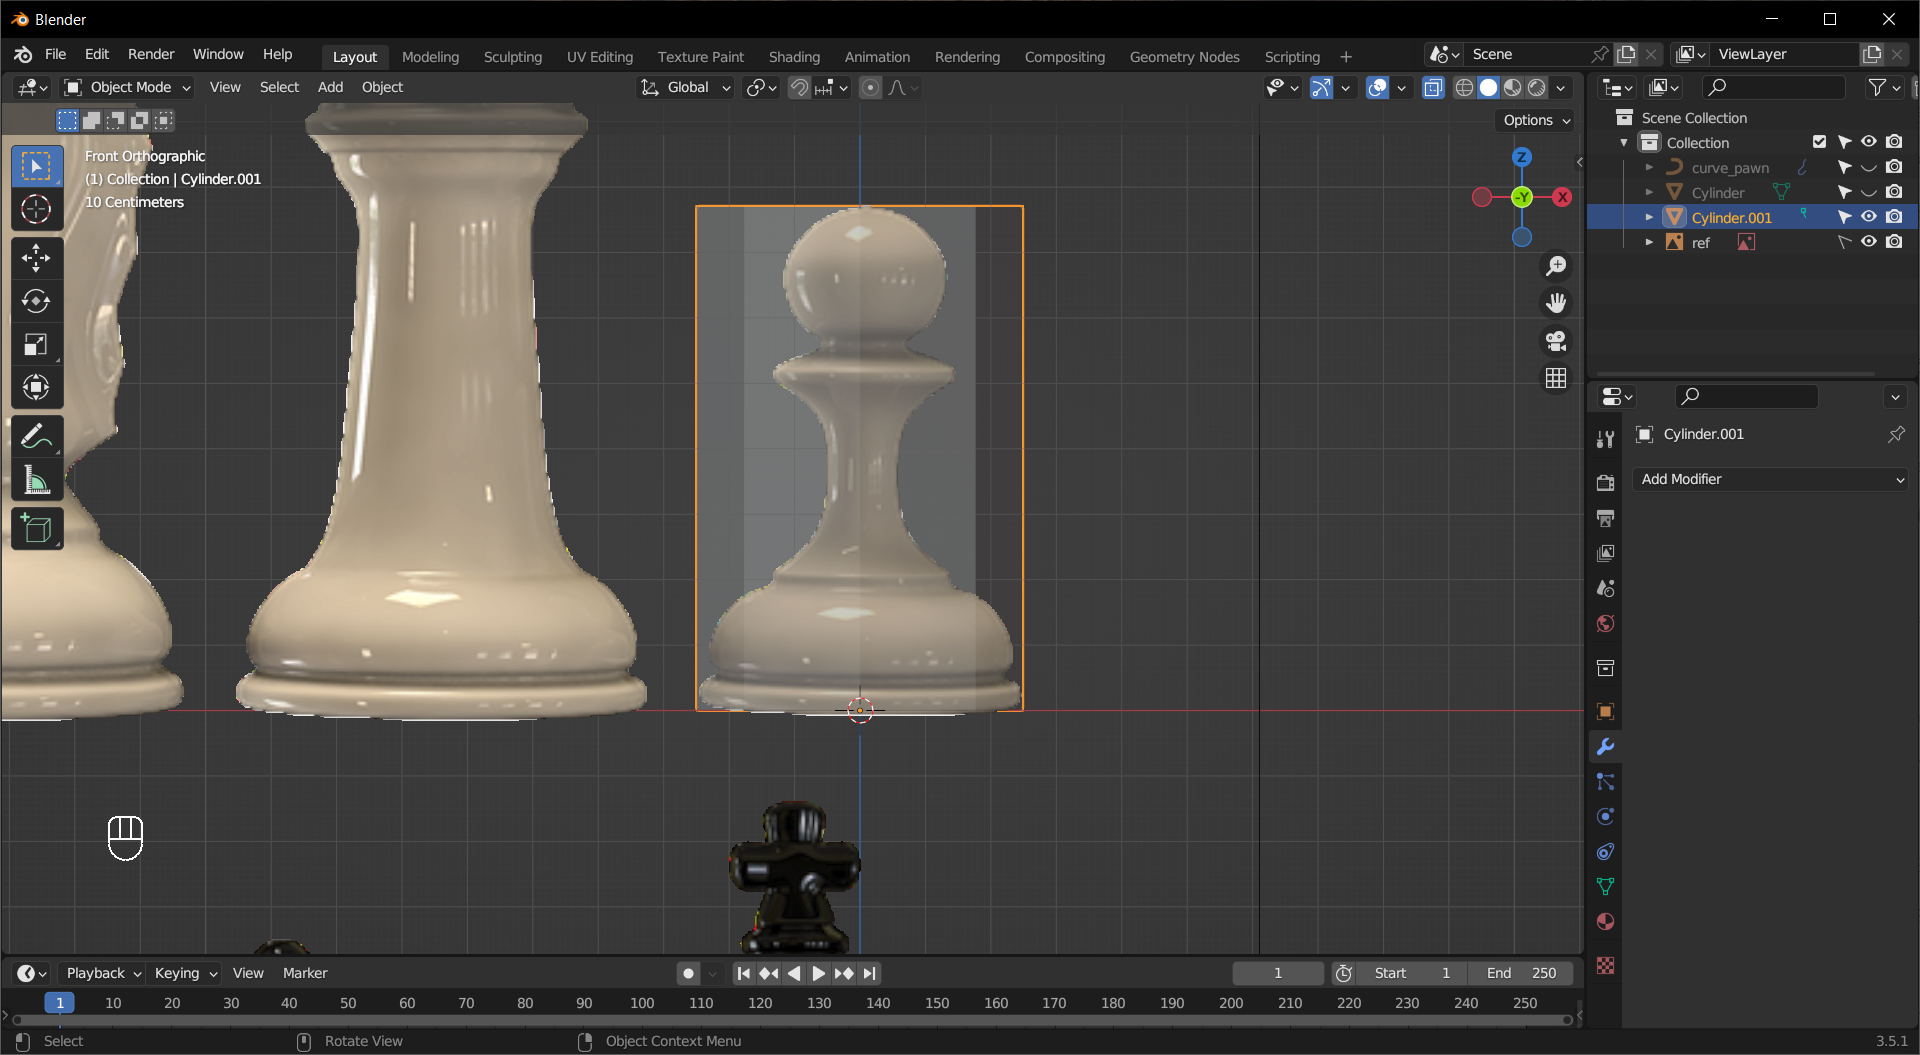 Blender
File Edit Render Window Help Layout Modeling Sculpting UV Editing Texture Paint Shading Animation Rendering Compositing Geometry Nodes Scripting + Scene ViewLayer
Object Mode View Select Add Object Global
Options
Front Orthographic
(1) Collection | Cylinder.001
10 Centimeters
Z
-Y X
Scene Collection
Collection
curve_pawn
Cylinder
Cylinder.001
ref
Cylinder.001
Add Modifier
Playback Keying View Marker 1 Start 1 End 250
1 10 20 30 40 50 60 70 80 90 100 110 120 130 140 150 160 170 180 190 200 210 220 230 240 250
Select Rotate View Object Context Menu 3.5.1